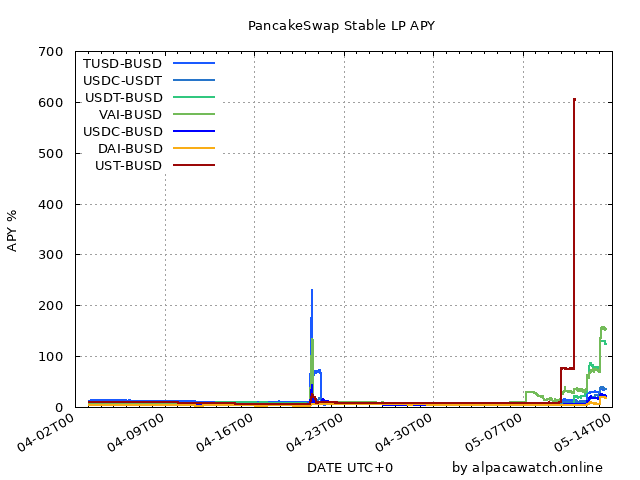 PancakeSwap Stable LP APY
700
600
500
400
300
200
100
0
APY %
TUSD-BUSD
USDC-USDT
USDT-BUSD
VAI-BUSD
USDC-BUSD
DAI-BUSD
UST-BUSD
04-02T00
04-09T00
04-16T00
04-23T00
04-30T00
05-07T00
05-14T00
DATE UTC+0
by alpacawatch.online